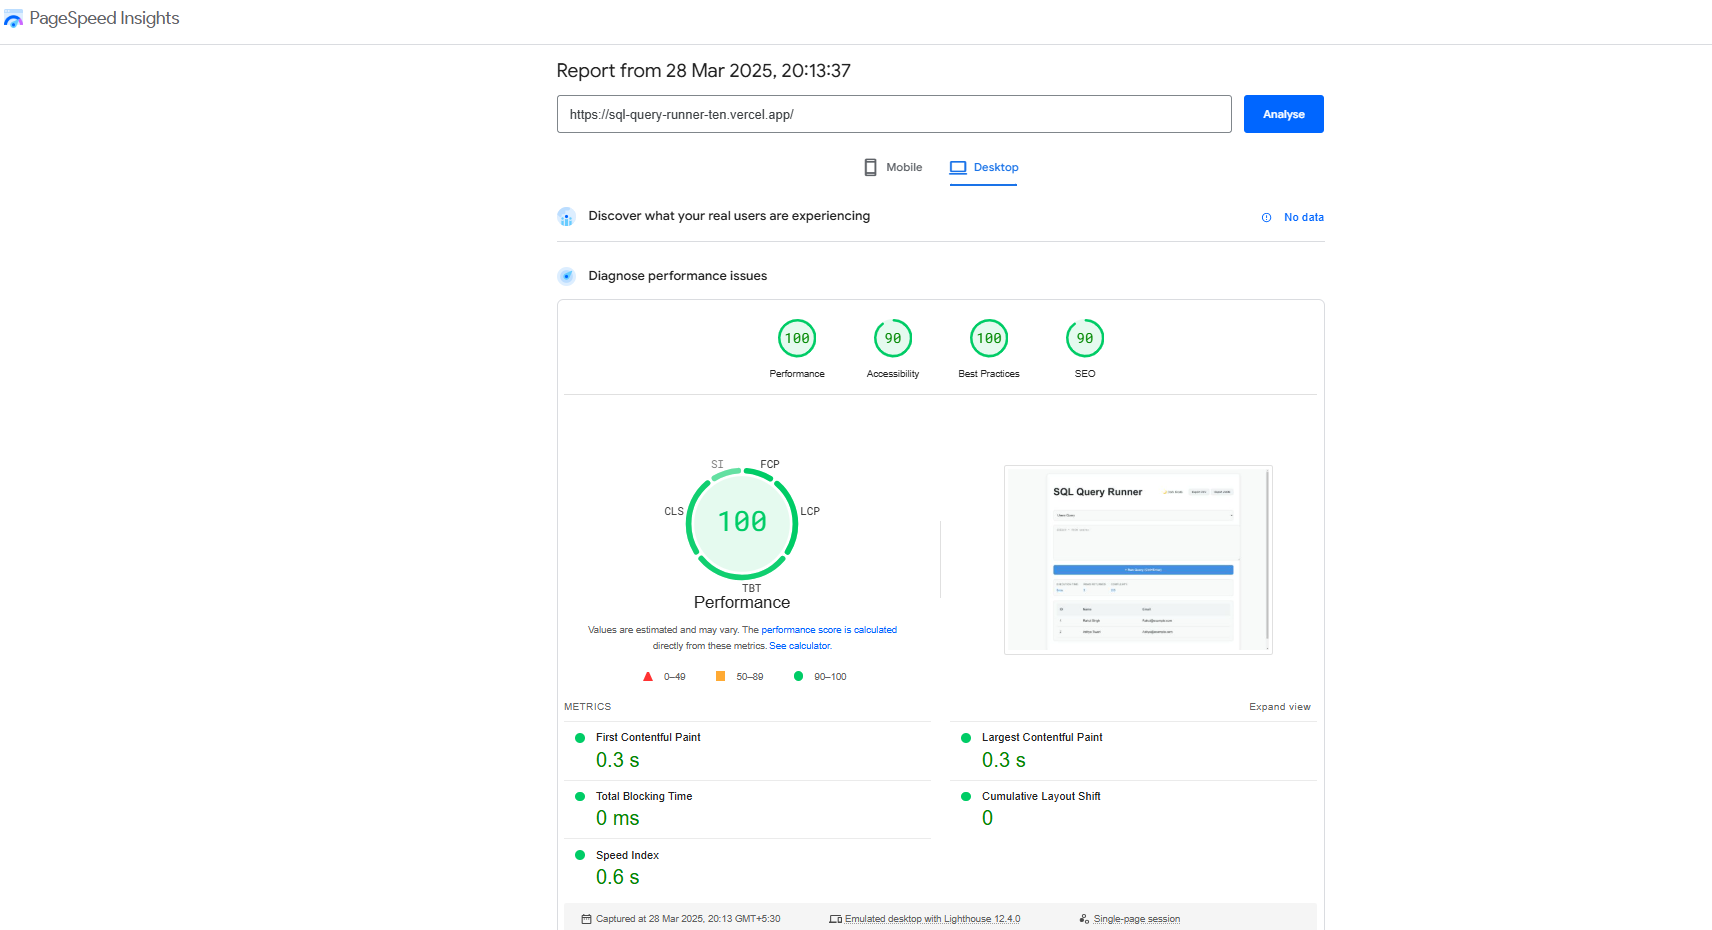 PageSpeed Insights
Report from 28 Mar 2025, 20:13:37
https://sql-query-runner-ten.vercel.app/
Analyse
Mobile
Desktop
Discover what your real users are experiencing
No data
Diagnose performance issues
100
90
100
90
Performance
Accessibility
Best Practices
SEO
SI
FCP
CLS
LCP
100
TBT
Performance
Values are estimated and may vary. The performance score is calculated
directly from these metrics. See calculator.
0–49
50–89
90–100
SQL Query Runner
METRICS
Expand view
First Contentful Paint
0.3 s
Largest Contentful Paint
0.3 s
Total Blocking Time
0 ms
Cumulative Layout Shift
0
Speed Index
0.6 s
Captured at 28 Mar 2025, 20:13 GMT+5:30
Emulated desktop with Lighthouse 12.4.0
Single-page session